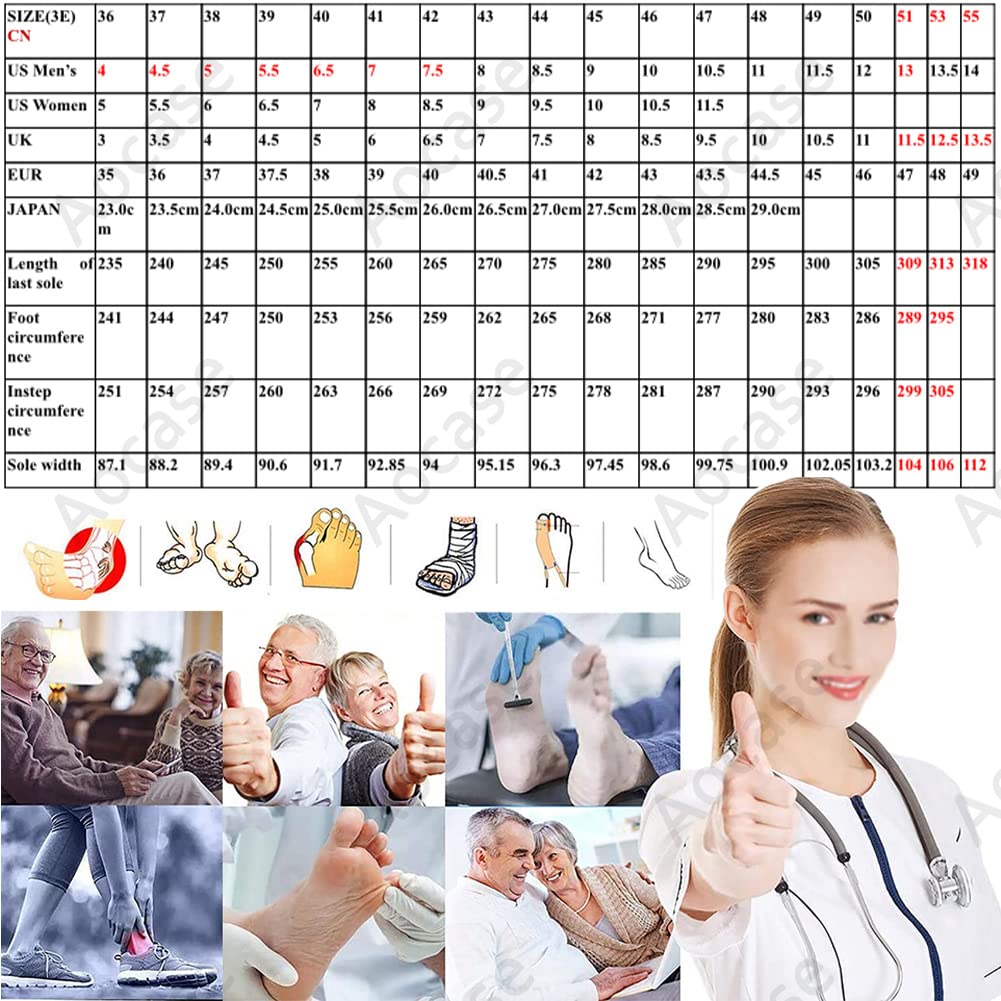 SIZE(3E) 36 37 38 39 40 41 42 43 44 45 46 47 48 49 50 51 53 55
CN
US Men's 4 4.5 5 5.5 6.5 7 7.5 8 8.5 9 10 10.5 11 11.5 12 13 13.5 14
US Women 5 5.5 6 6.5 7 8 8.5 9 9.5 10 10.5 11.5
UK 3 3.5 4 4.5 5 6 6.5 7 7.5 8 8.5 9.5 10 10.5 11 11.5 12.5 13.5
EUR 35 36 37 37.5 38 39 40 40.5 41 42 43 43.5 44.5 45 46 47 48 49
JAPAN 23.0c 23.5cm 24.0cm 24.5cm 25.0cm 25.5cm 26.0cm 26.5cm 27.0cm 27.5cm 28.0cm 28.5cm 29.0cm
m
Length of 235 240 245 250 255 260 265 270 275 280 285 290 295 300 305 309 313 318
last sole
Foot 241 244 247 250 253 256 259 262 265 268 271 277 280 283 286 289 295
circumfere
nce
Instep 251 254 257 260 263 266 269 272 275 278 281 287 290 293 296 299 305
circumfere
nce
Sole width 87.1 88.2 89.4 90.6 91.7 92.85 94 95.15 96.3 97.45 98.6 99.75 100.9 102.05 103.2 104 106 112
Aocase
Aocase
Aocase
Aocase
Aocase
Aocase
Aocase